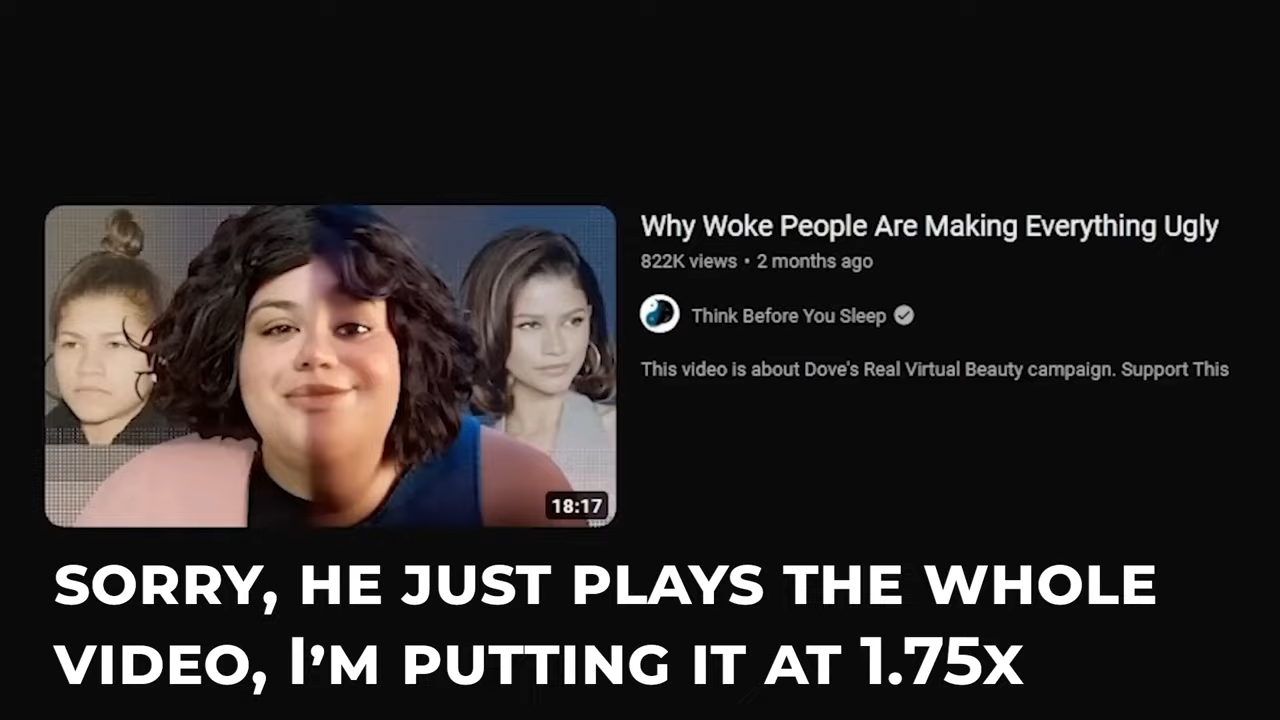 Why Woke People Are Making Everything Ugly
822K views • 2 months ago
Think Before You Sleep
This video is about Dove's Real Virtual Beauty campaign. Support This
18:17
SORRY, HE JUST PLAYS THE WHOLE
VIDEO, I'M PUTTING IT AT 1.75X